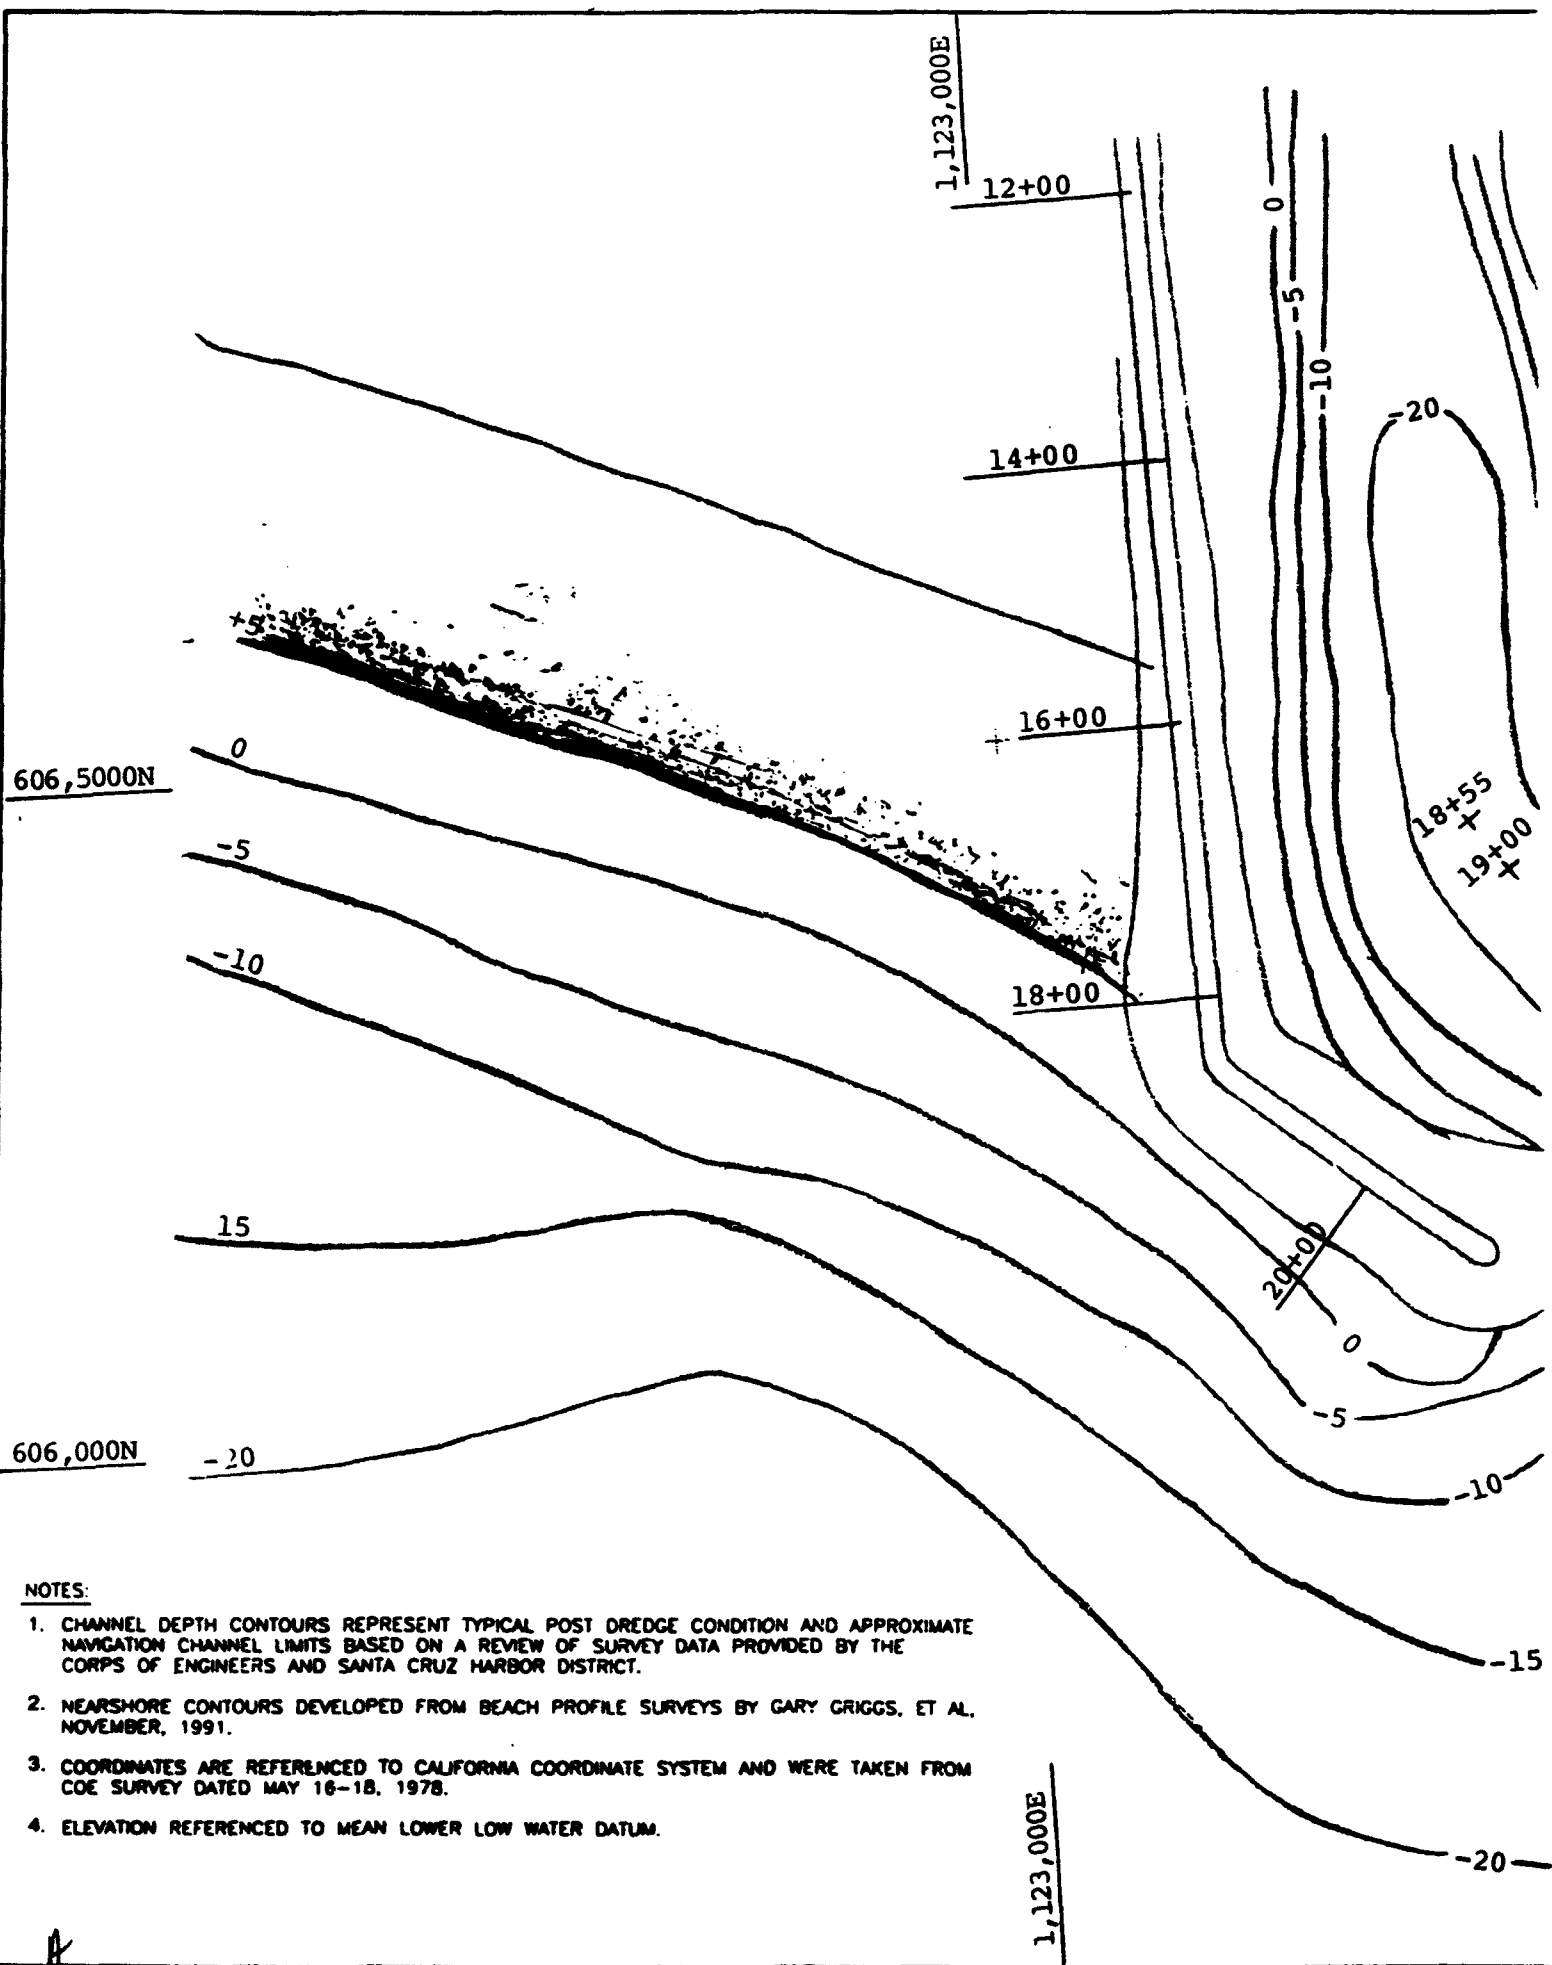 1,123,000E
12+00
0
-5
-10
-20
14+00
+5
16+00
0
606,5000N
18+55
19+00
-5
-10
18+00
15
20+00
0
-5
606,000N
-20
-10
NOTES:
1. CHANNEL DEPTH CONTOURS REPRESENT TYPICAL POST DREDGE CONDITION AND APPROXIMATE
NAVIGATION CHANNEL LIMITS BASED ON A REVIEW OF SURVEY DATA PROVIDED BY THE
CORPS OF ENGINEERS AND SANTA CRUZ HARBOR DISTRICT.
-15
2. NEARSHORE CONTOURS DEVELOPED FROM BEACH PROFILE SURVEYS BY GARY GRIGGS, ET AL,
NOVEMBER, 1991.
3. COORDINATES ARE REFERENCED TO CALIFORNIA COORDINATE SYSTEM AND WERE TAKEN FROM
COE SURVEY DATED MAY 16-18, 1978.
4. ELEVATION REFERENCED TO MEAN LOWER LOW WATER DATUM.
1,123,000E
-20
A